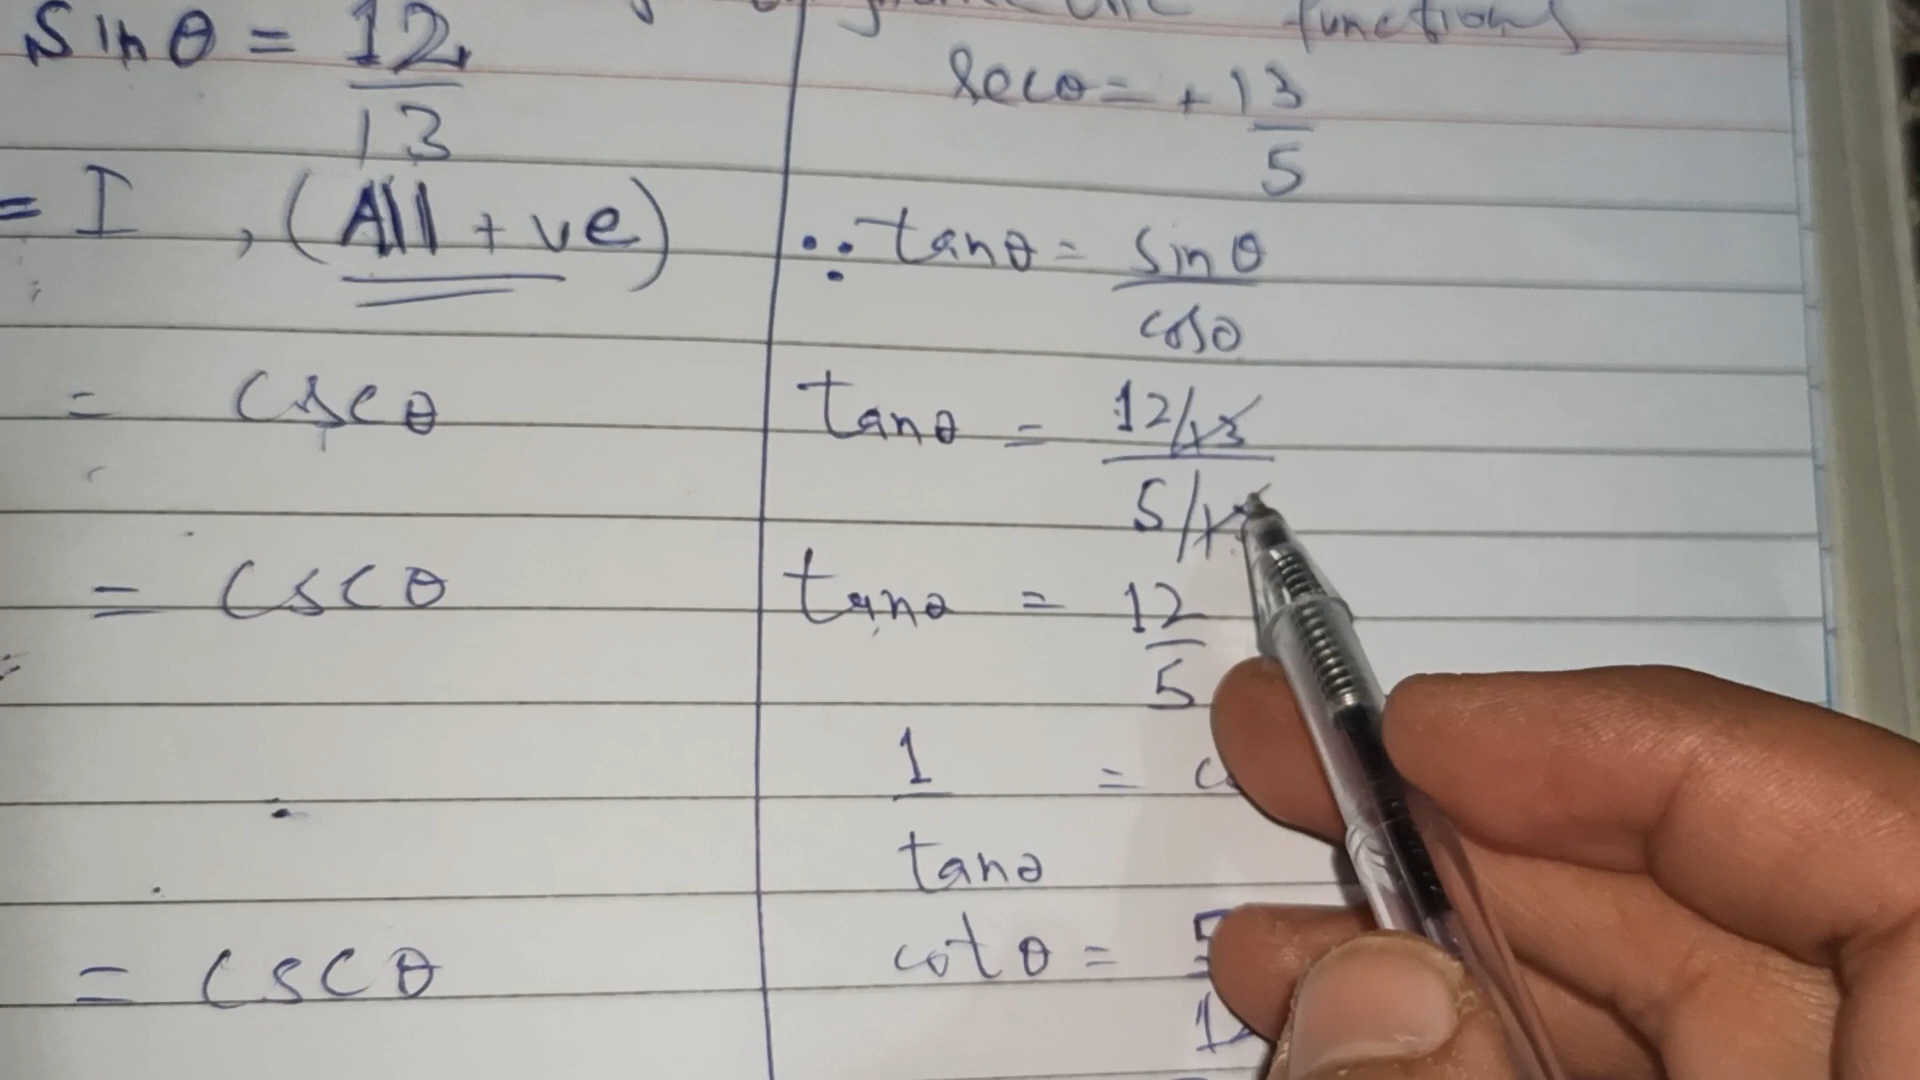 sinθ = 12/13
= I , (All +ve)
= cscθ
= cscθ
= cscθ
functions
secθ = +13/5
∵ tanθ = sinθ/cosθ
tanθ = 12/13 / 5/13
tanθ = 12/5
1/tanθ =
cotθ =